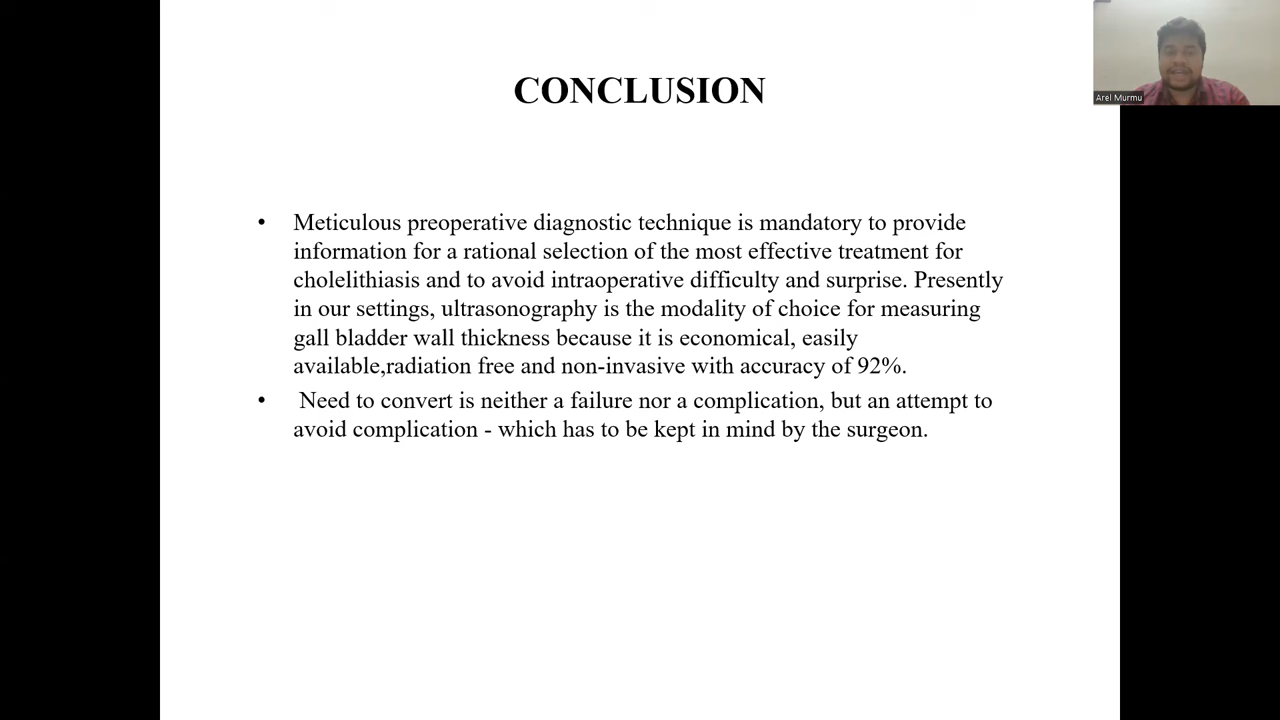 CONCLUSION
Arel Murmu
• Meticulous preoperative diagnostic technique is mandatory to provide
information for a rational selection of the most effective treatment for
cholelithiasis and to avoid intraoperative difficulty and surprise. Presently
in our settings, ultrasonography is the modality of choice for measuring
gall bladder wall thickness because it is economical, easily
available,radiation free and non-invasive with accuracy of 92%.
• Need to convert is neither a failure nor a complication, but an attempt to
avoid complication - which has to be kept in mind by the surgeon.